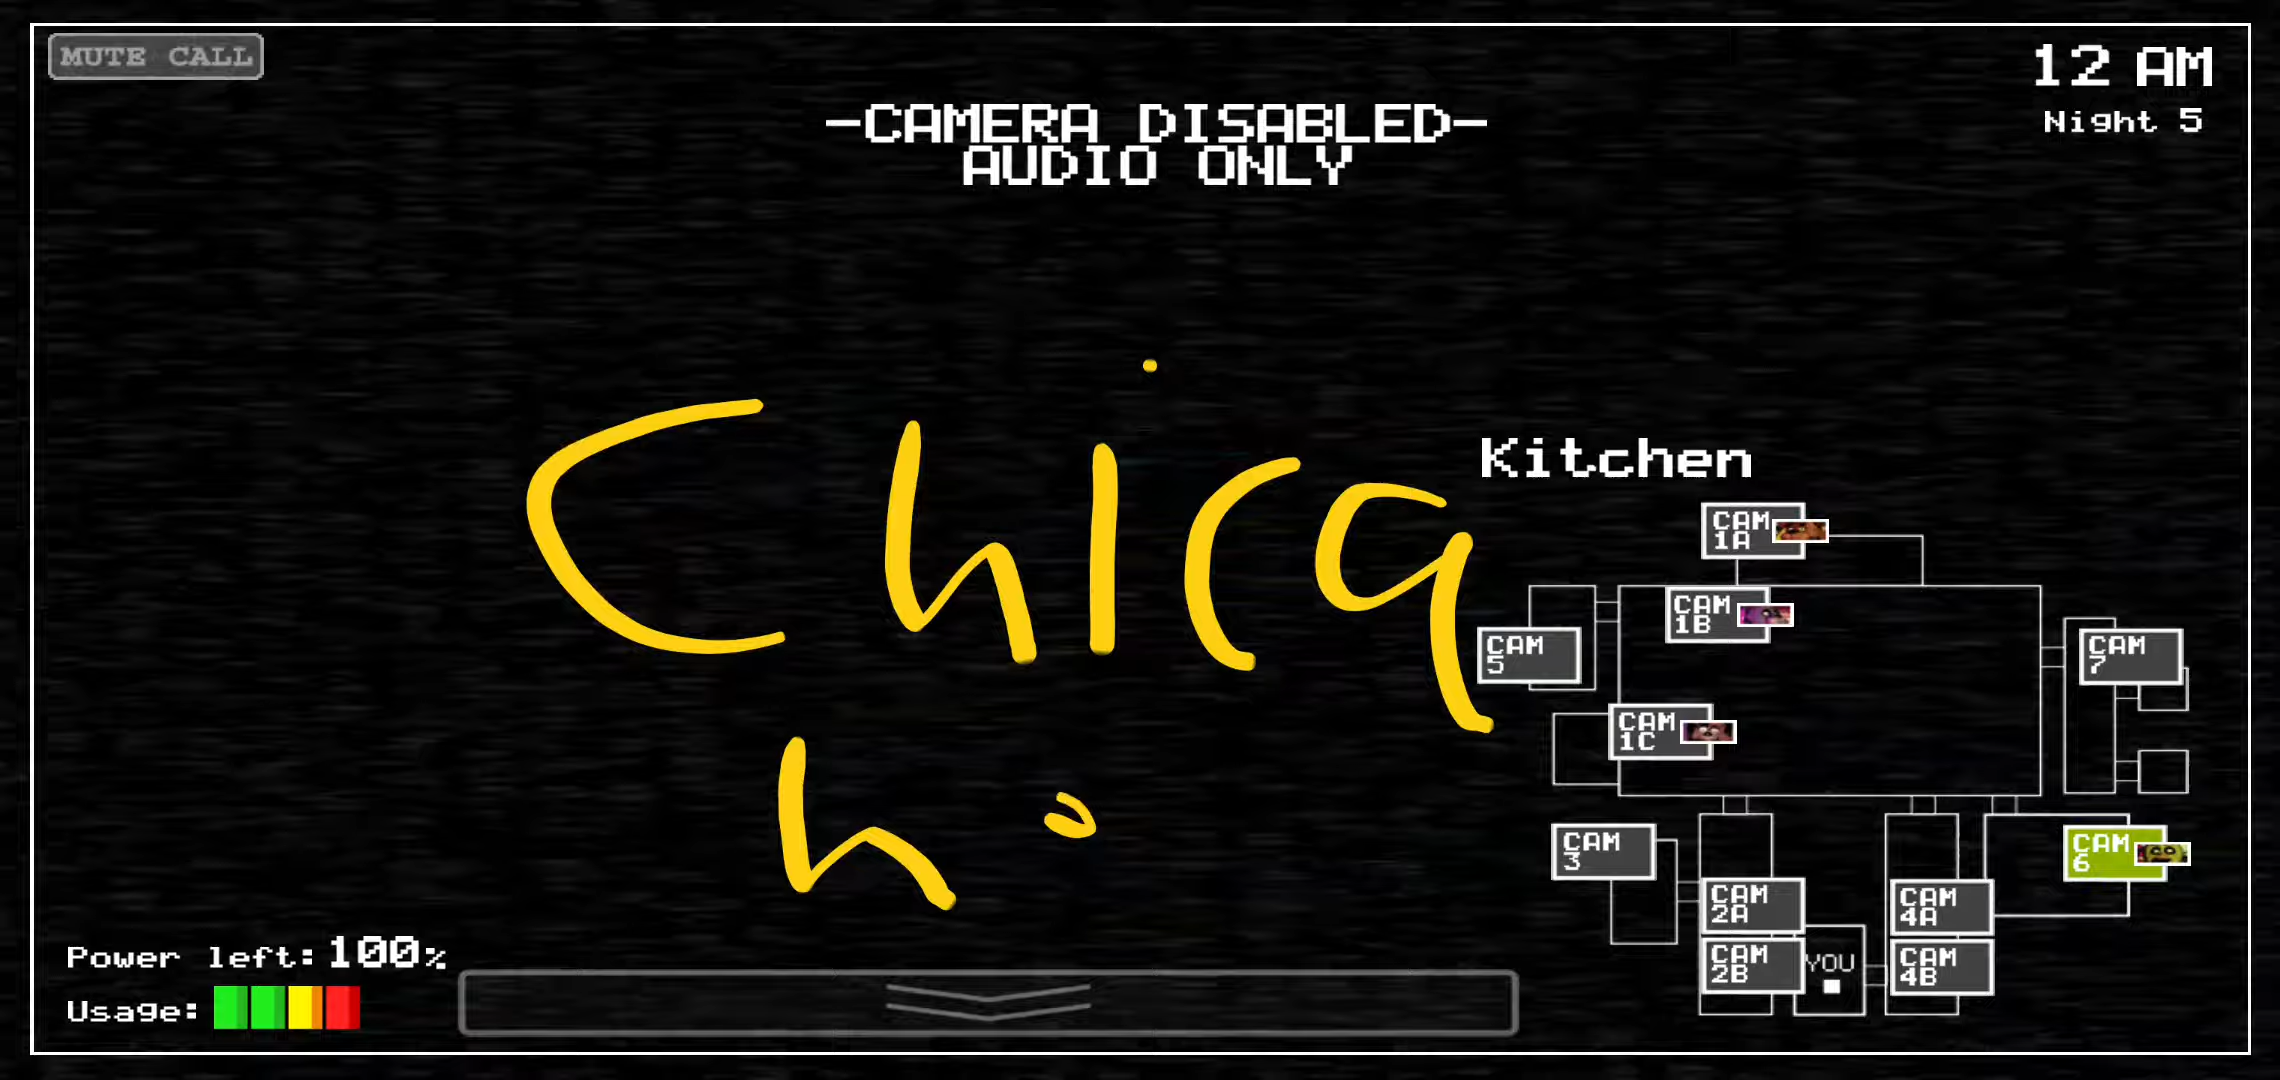 MUTE CALL
12 AM
Night 5
-CAMERA DISABLED-
AUDIO ONLY
Chica
no
Kitchen
CAM
1A
CAM
1B
CAM
5
CAM
7
CAM
1C
CAM
3
CAM
6
CAM
2A
CAM
4A
CAM
2B
YOU
CAM
4B
Power left: 100%
Usage: